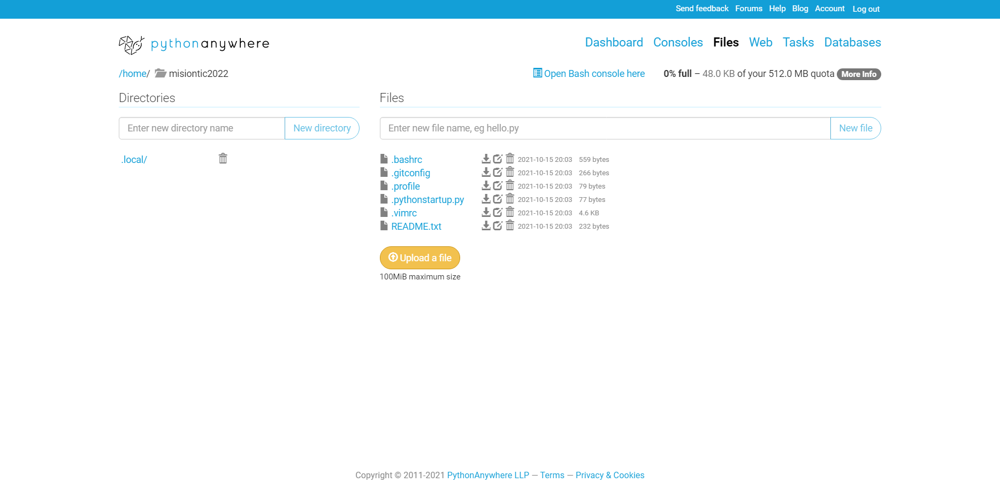 Send feedback Forums Help Blog Account Log out
pythonanywhere
Dashboard Consoles Files Web Tasks Databases
/home/ misiontic2022
Open Bash console here
0% full – 48.0 KB of your 512.0 MB quota More Info
Directories
Enter new directory name New directory
.local/
Files
Enter new file name, eg hello.py New file
.bashrc 2021-10-15 20:03 559 bytes
.gitconfig 2021-10-15 20:03 266 bytes
.profile 2021-10-15 20:03 79 bytes
.pythonstartup.py 2021-10-15 20:03 77 bytes
.vimrc 2021-10-15 20:03 4.6 KB
README.txt 2021-10-15 20:03 232 bytes
Upload a file
100MiB maximum size
Copyright © 2011-2021 PythonAnywhere LLP — Terms — Privacy & Cookies